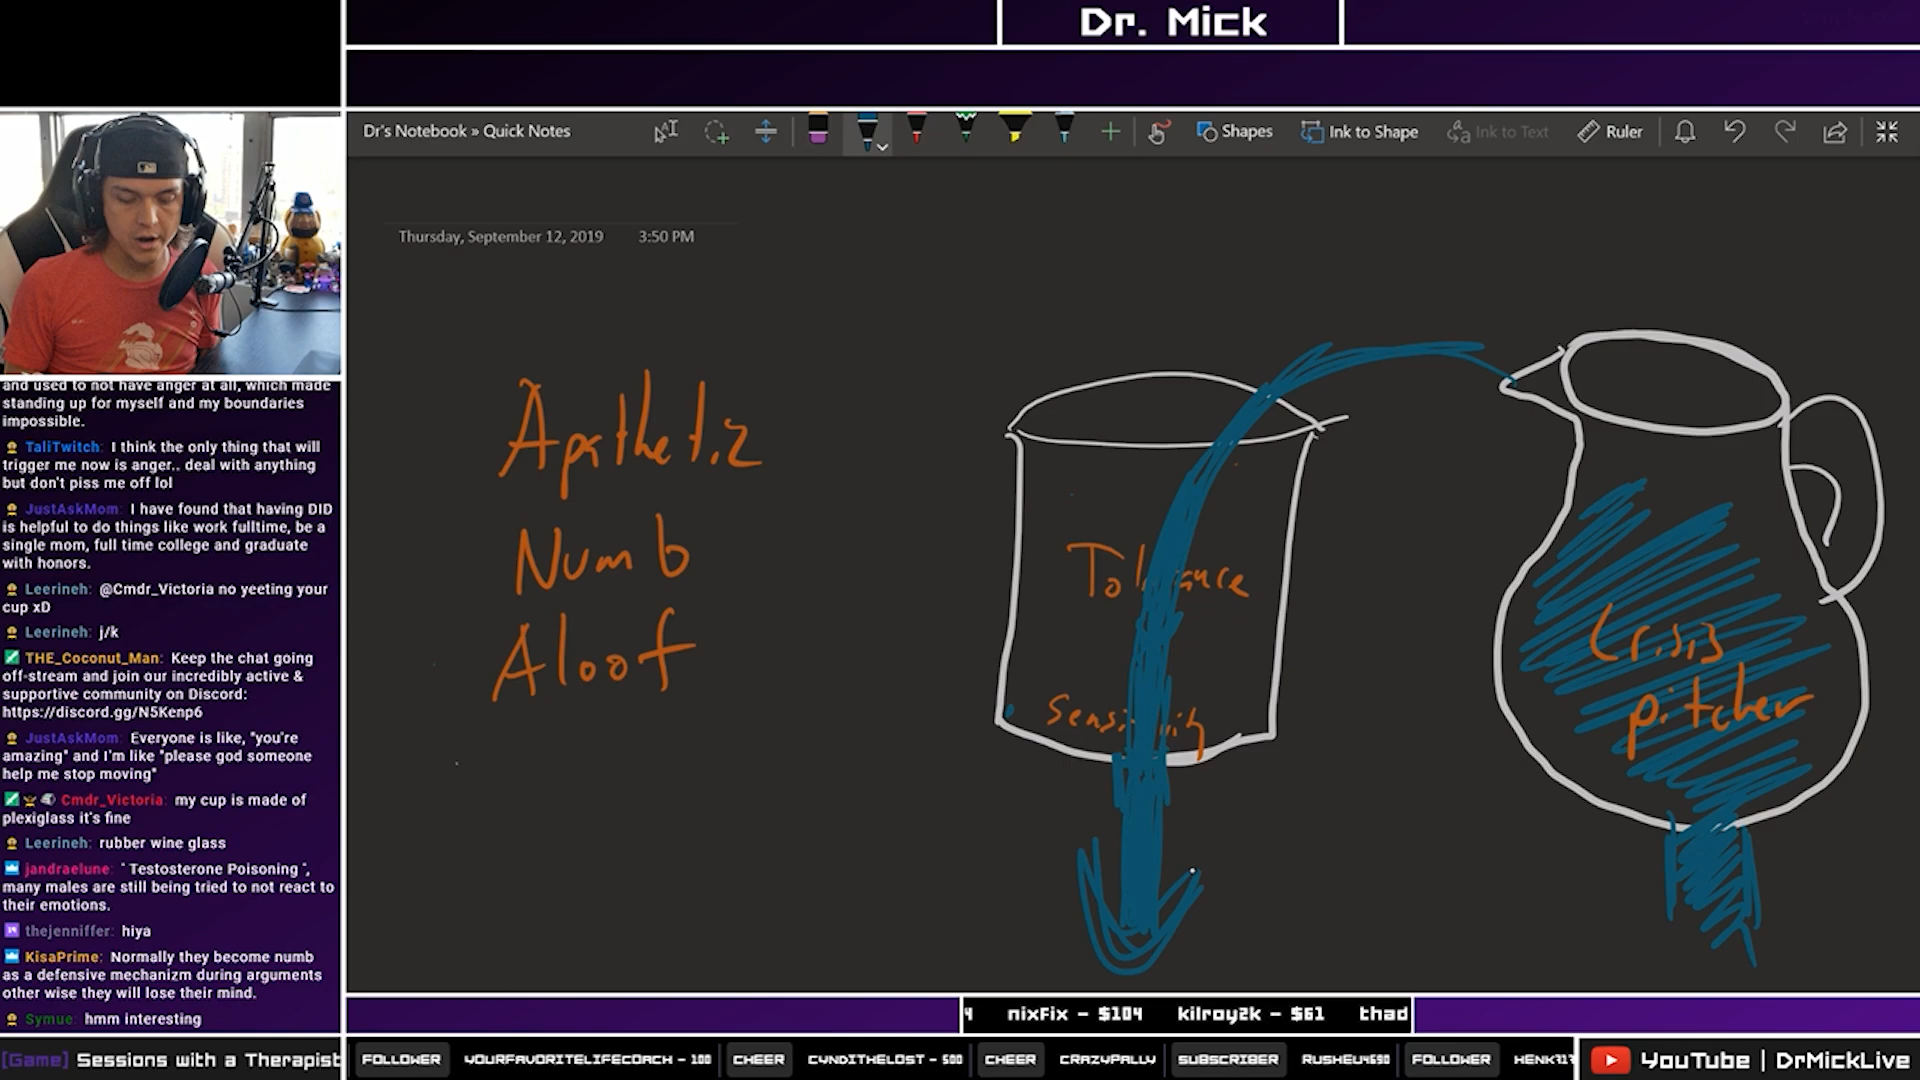 Dr. Mick
Dr's Notebook » Quick Notes
Shapes
Ink to Shape
Ink to Text
Ruler
Thursday, September 12, 2019 3:50 PM
Apathetic
Numb
Aloof
Tolerance
Sensitivity
Crisis
pitcher
and used to not have anger at all, which made
standing up for myself and my boundaries
impossible.
TaliTwitch: I think the only thing that will
trigger me now is anger.. deal with anything
but don't piss me off lol
JustAskMom: I have found that having DID
is helpful to do things like work fulltime, be a
single mom, full time college and graduate
with honors.
Leerineh: @Cmdr_Victoria no yeeting your
cup xD
Leerineh: j/k
THE_Coconut_Man: Keep the chat going
off-stream and join our incredibly active &
supportive community on Discord:
https://discord.gg/N5Kenp6
JustAskMom: Everyone is like, "you're
amazing" and I'm like "please god someone
help me stop moving"
Cmdr_Victoria: my cup is made of
plexiglass it's fine
Leerineh: rubber wine glass
jandraelune: " Testosterone Poisoning ",
many males are still being tried to not react to
their emotions.
thejenniffer: hiya
KisaPrime: Normally they become numb
as a defensive mechanizm during arguments
other wise they will lose their mind.
Symue: hmm interesting
4 nixFix - $104 kilroy2k - $61 thad
[Game] Sessions with a Therapist
FOLLOWER YOURFAVORITELIFECOACH - 100 CHEER CYNDITHELOST - 500 CHEER CRAZYPALLY SUBSCRIBER RUSHEU4690 FOLLOWER HENK717
YouTube | DrMickLive